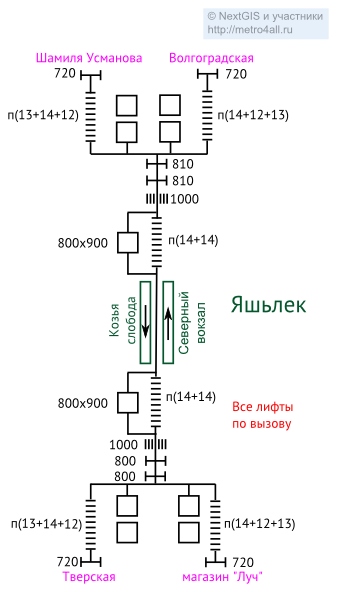 © NextGIS и участники
http://metro4all.ru
Шамиля Усманова
Волгоградская
720
720
п(13+14+12)
п(14+12+13)
810
810
1000
п(14+14)
800x900
Козья
слобода
Северный
вокзал
Яшьлек
800x900
п(14+14)
Все лифты
по вызову
1000
800
800
п(13+14+12)
п(14+12+13)
720
720
Тверская
магазин "Луч"